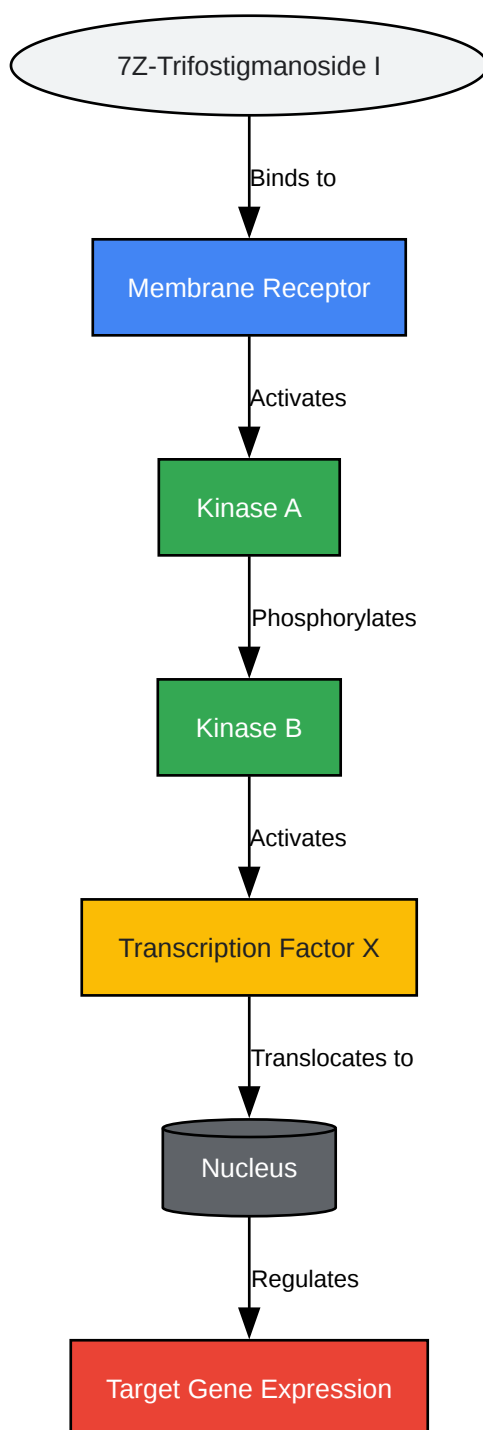 7Z-Trifostigmanoside I
Binds to
Membrane Receptor
Activates
Kinase A
Phosphorylates
Kinase B
Activates
Transcription Factor X
Translocates to
Nucleus
Regulates
Target Gene Expression